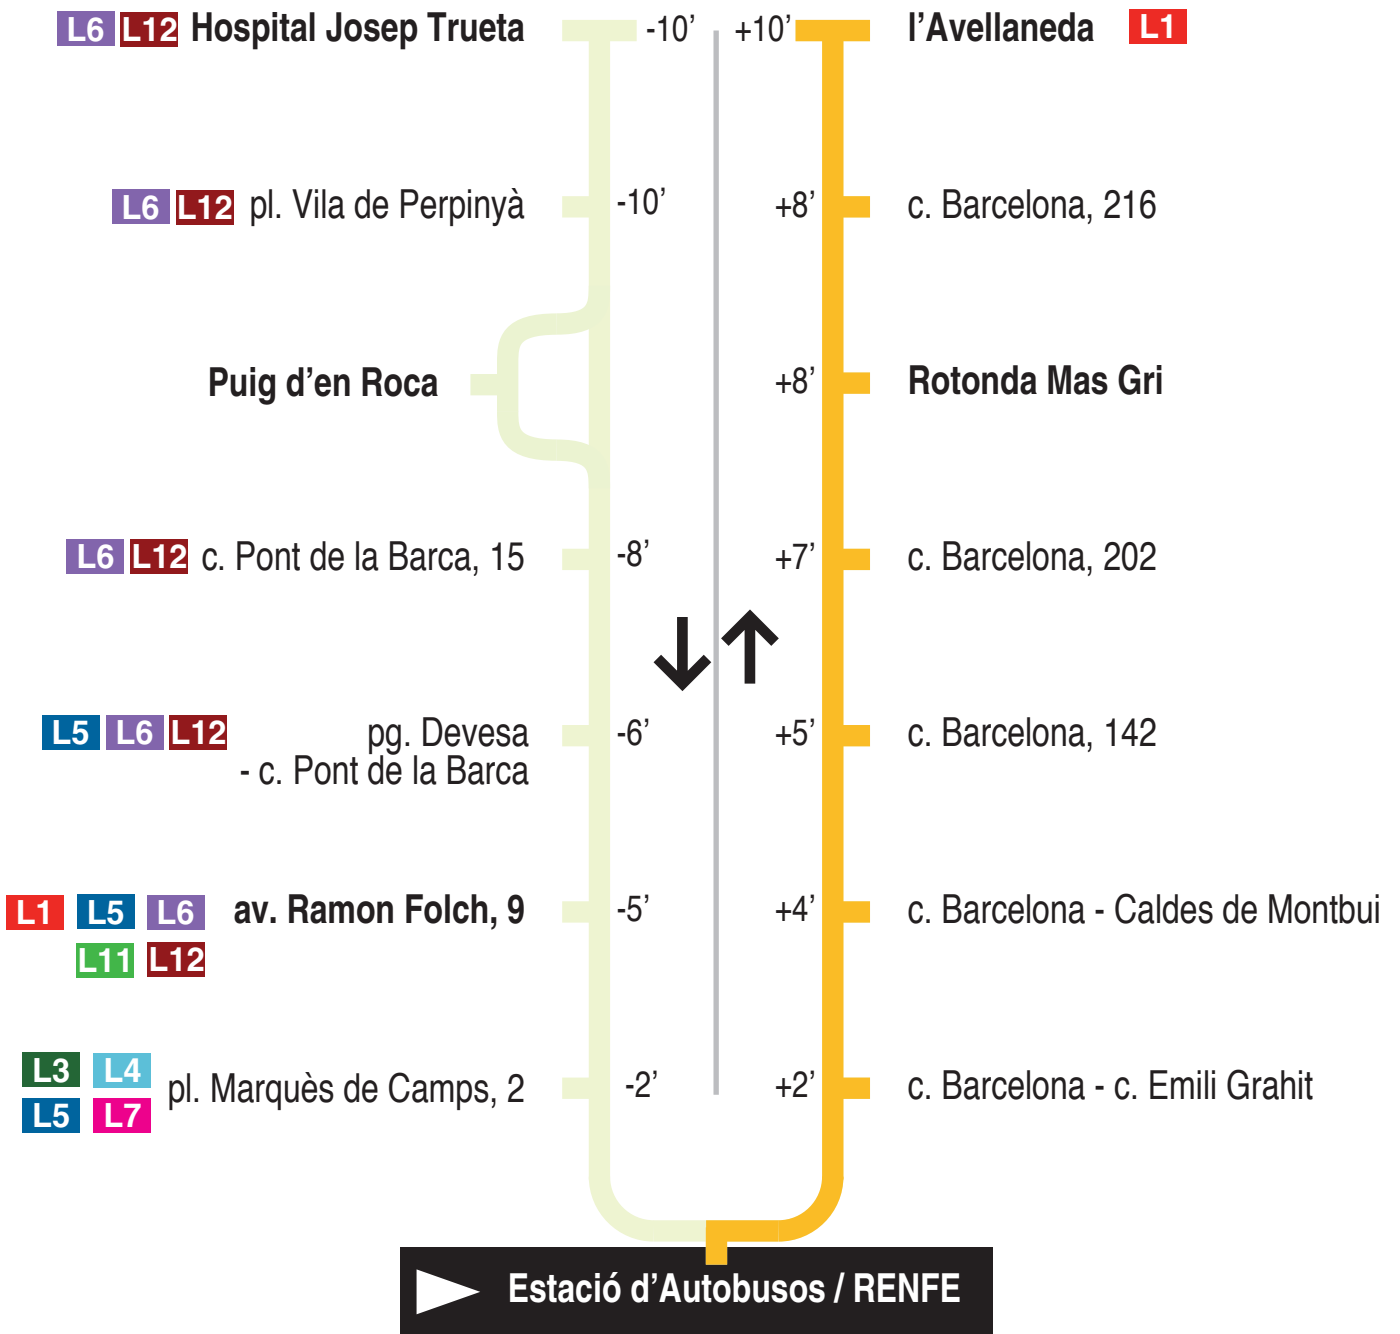 L6 L12 Hospital Josep Trueta -10’ +10’ l’Avellaneda L1
L6 L12 pl. Vila de Perpinyà -10’ +8’ c. Barcelona, 216
Puig d’en Roca +8’ Rotonda Mas Gri
L6 L12 c. Pont de la Barca, 15 -8’ +7’ c. Barcelona, 202
L5 L6 L12 pg. Devesa -6’ +5’ c. Barcelona, 142
- c. Pont de la Barca
L1 L5 L6 av. Ramon Folch, 9 -5’ +4’ c. Barcelona - Caldes de Montbui
L11 L12
L3 L4
pl. Marquès de Camps, 2 -2’ +2’ c. Barcelona - c. Emili Grahit
L5 L7
Estació d’Autobusos / RENFE